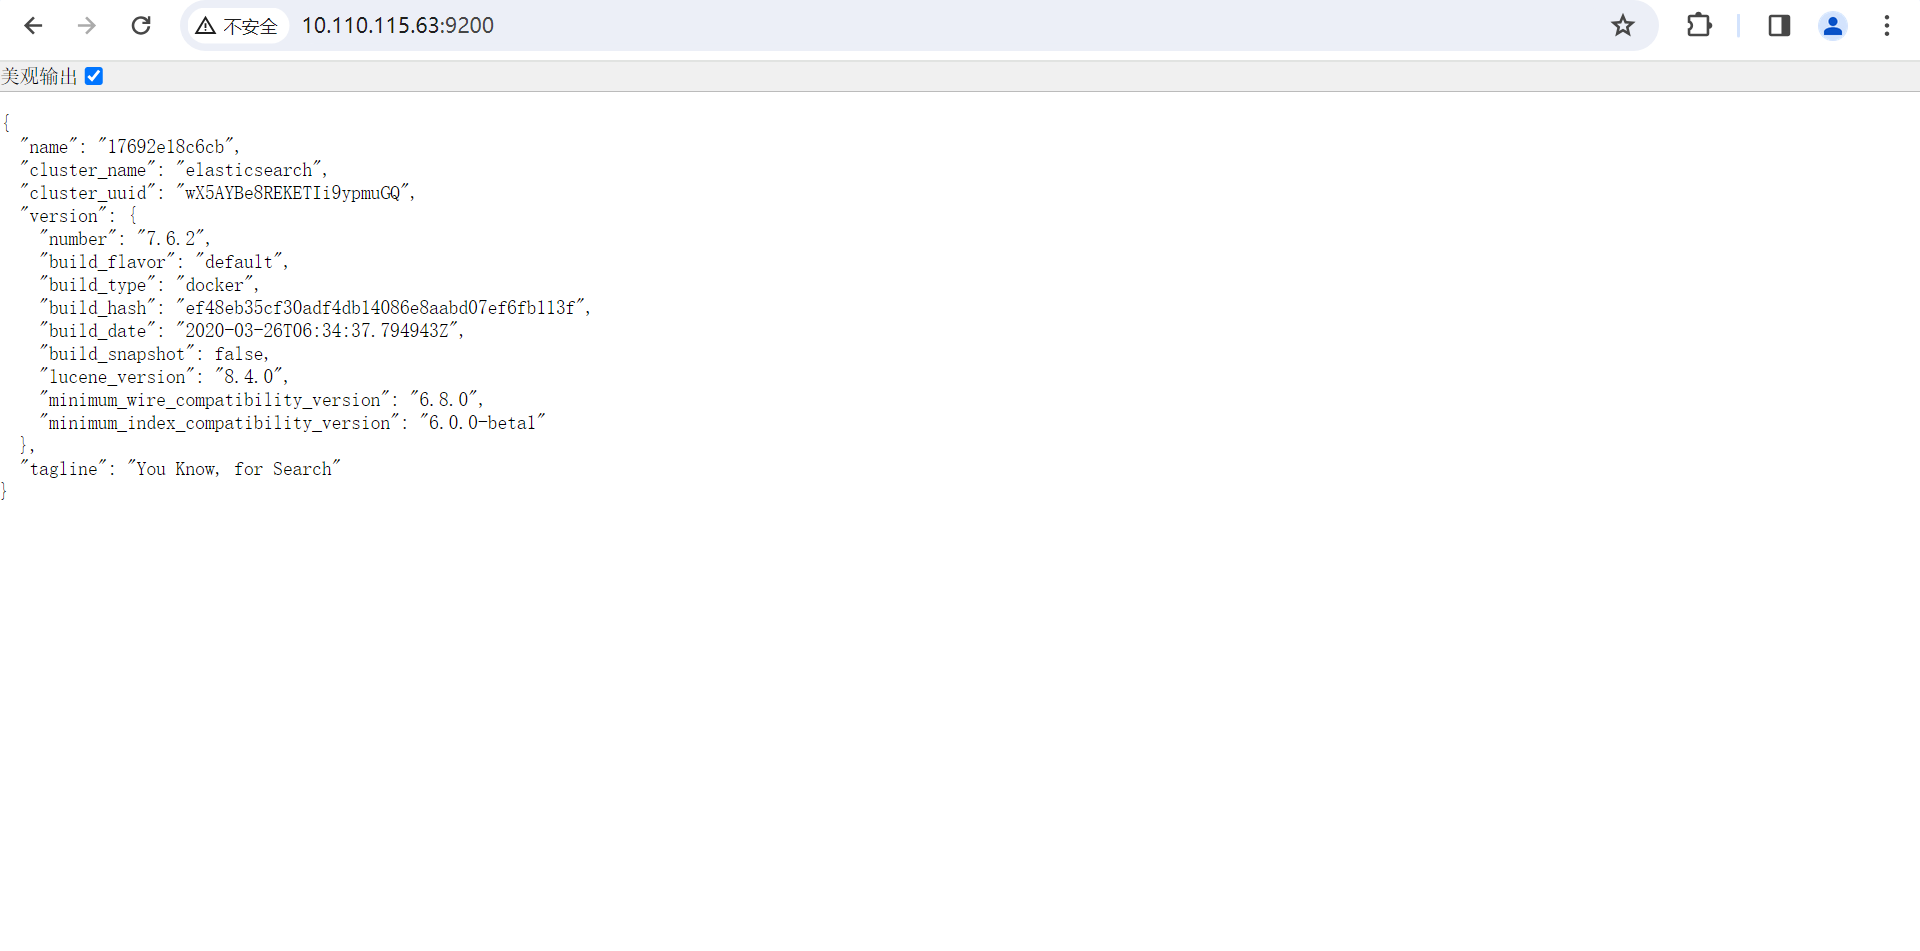 不安全 10.110.115.63:9200
美观输出
{
"name": "17692e18c6cb",
"cluster_name": "elasticsearch",
"cluster_uuid": "wX5AYBe8REKETIi9ypmuGQ",
"version": {
"number": "7.6.2",
"build_flavor": "default",
"build_type": "docker",
"build_hash": "ef48eb35cf30adf4db14086e8aabd07ef6fb113f",
"build_date": "2020-03-26T06:34:37.794943Z",
"build_snapshot": false,
"lucene_version": "8.4.0",
"minimum_wire_compatibility_version": "6.8.0",
"minimum_index_compatibility_version": "6.0.0-beta1"
},
"tagline": "You Know, for Search"
}